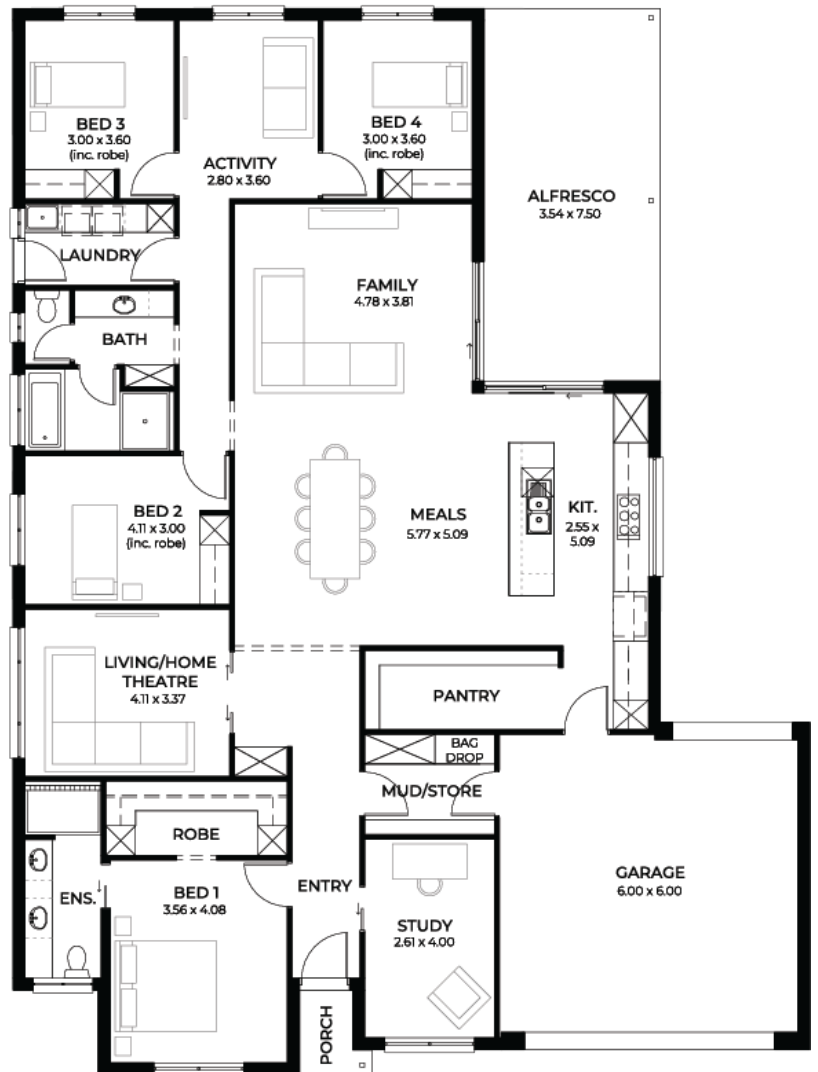 BED 3
3.00 x 3.60
(inc. robe)
ACTIVITY
2.80 x 3.60
BED 4
3.00 x 3.60
(inc. robe)
ALFRESCO
3.54 x 7.50
LAUNDRY
FAMILY
4.78 x 3.81
BATH
BED 2
4.11 x 3.00
(inc. robe)
MEALS
5.77 x 5.09
KIT.
2.55 x
5.09
LIVING/HOME
THEATRE
4.11 x 3.37
PANTRY
BAG
DROP
MUD/STORE
ROBE
ENS.
BED 1
3.56 x 4.08
ENTRY
STUDY
2.61 x 4.00
GARAGE
6.00 x 6.00
PORCH